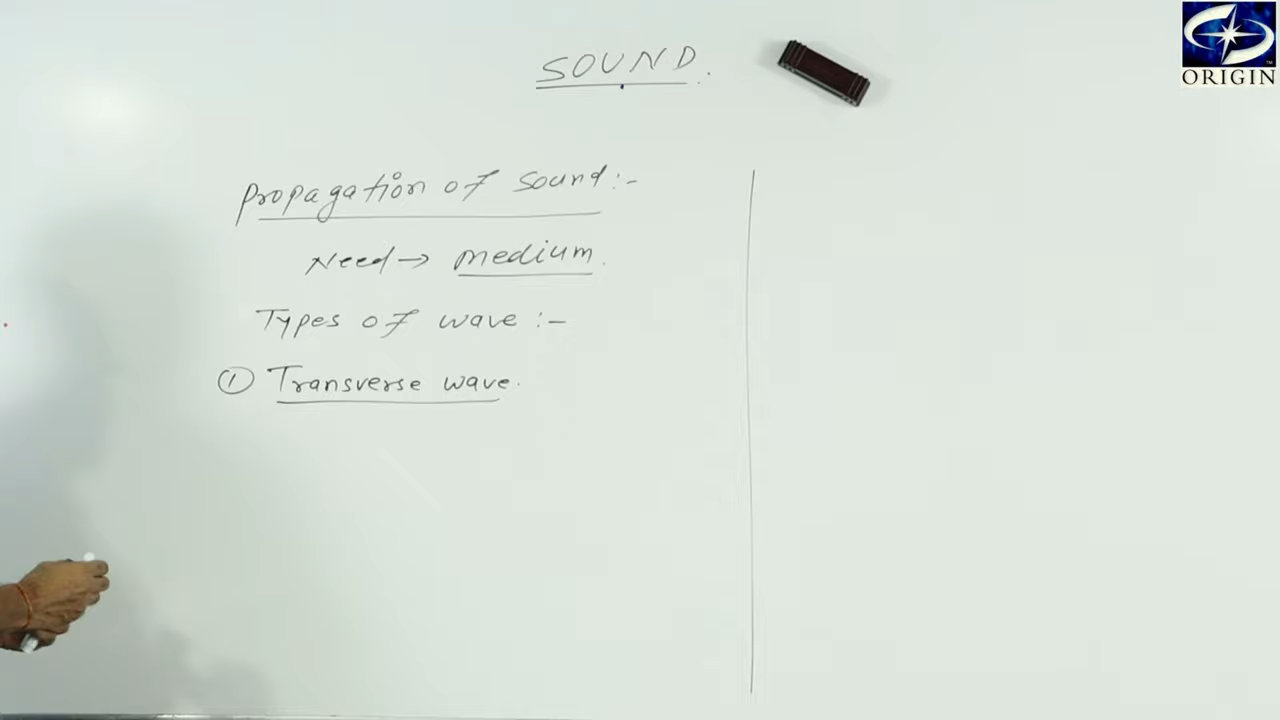 SOUND.
ORIGIN
Propagation of sound:-
Need → medium.
Types of wave:-
① Transverse wave.